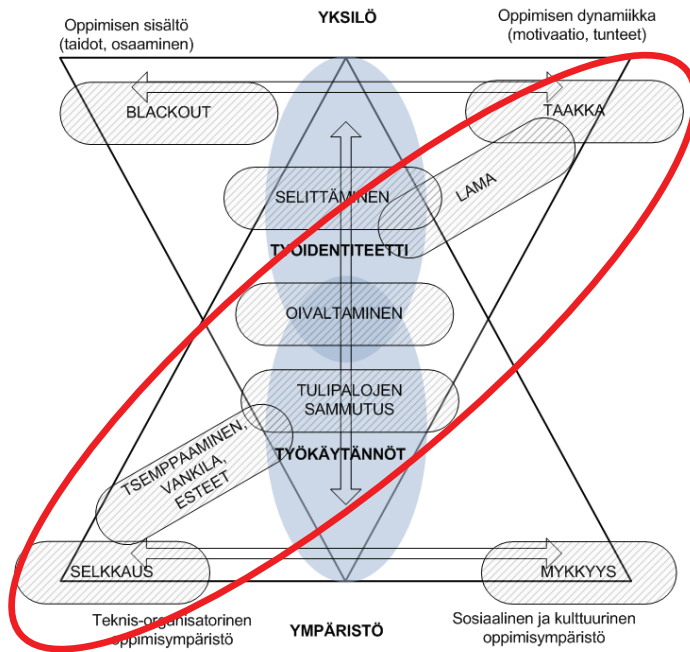 Oppimisen sisältö
(taidot, osaaminen)
YKSILÖ
Oppimisen dynamiikka
(motivaatio, tunteet)
BLACKOUT
TAAKKA
LAMA
SELITTÄMINEN
TYÖIDENTITEETTI
OIVALTAMINEN
TULIPALOJEN
SAMMUTUS
TSEMPPAAMINEN,
VANKILA,
ESTEET
TYÖKÄYTÄNNÖT
SELKKAUS
MYKKYYS
Teknis-organisatorinen
oppimisympäristö
YMPÄRISTÖ
Sosiaalinen ja kulttuurinen
oppimisympäristö